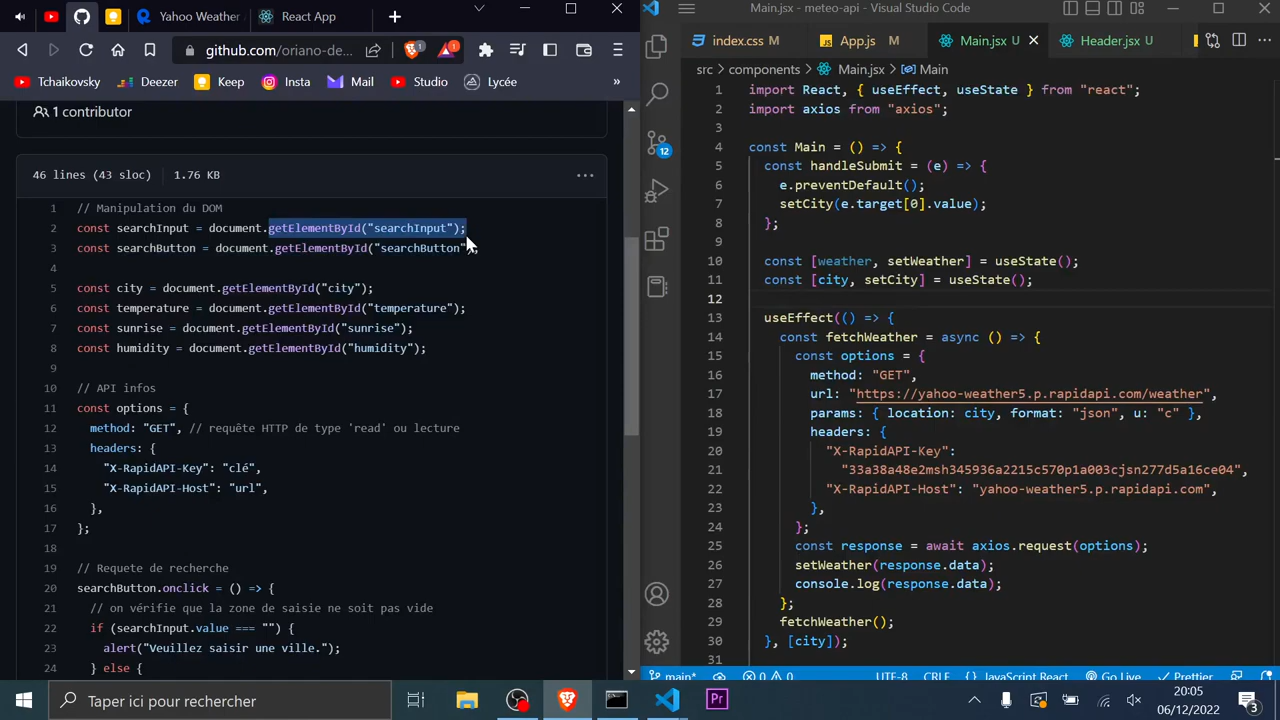 Yahoo Weather
React App
github.com/oriano-de...
1
1
Tchaikovsky
Deezer
Keep
Insta
Mail
Studio
Lycée
»
1 contributor
46 lines (43 sloc)
1.76 KB
1 // Manipulation du DOM
2 const searchInput = document.getElementById("searchInput");
3 const searchButton = document.getElementById("searchButton");
4
5 const city = document.getElementById("city");
6 const temperature = document.getElementById("temperature");
7 const sunrise = document.getElementById("sunrise");
8 const humidity = document.getElementById("humidity");
9
10 // API infos
11 const options = {
12 method: "GET", // requête HTTP de type 'read' ou lecture
13 headers: {
14 "X-RapidAPI-Key": "clé",
15 "X-RapidAPI-Host": "url",
16 },
17 };
18
19 // Requete de recherche
20 searchButton.onclick = () => {
21 // on vérifie que la zone de saisie ne soit pas vide
22 if (searchInput.value === "") {
23 alert("Veuillez saisir une ville.");
24 } else {
Main.jsx - meteo-api - Visual Studio Code
index.css M
App.js M
Main.jsx U
Header.jsx U
src > components > Main.jsx > Main
12
1 import React, { useEffect, useState } from "react";
2 import axios from "axios";
3
4 const Main = () => {
5 const handleSubmit = (e) => {
6 e.preventDefault();
7 setCity(e.target[0].value);
8 };
9
10 const [weather, setWeather] = useState();
11 const [city, setCity] = useState();
12
13 useEffect(() => {
14 const fetchWeather = async () => {
15 const options = {
16 method: "GET",
17 url: "https://yahoo-weather5.p.rapidapi.com/weather",
18 params: { location: city, format: "json", u: "c" },
19 headers: {
20 "X-RapidAPI-Key":
21 "33a38a48e2msh345936a2215c570p1a003cjsn277d5a16ce04",
22 "X-RapidAPI-Host": "yahoo-weather5.p.rapidapi.com",
23 },
24 };
25 const response = await axios.request(options);
26 setWeather(response.data);
27 console.log(response.data);
28 };
29 fetchWeather();
30 }, [city]);
31
main*
0
0
UTF-8
CRLF
JavaScript React
Go Live
Prettier
Taper ici pour rechercher
Pr
20:05
06/12/2022
3